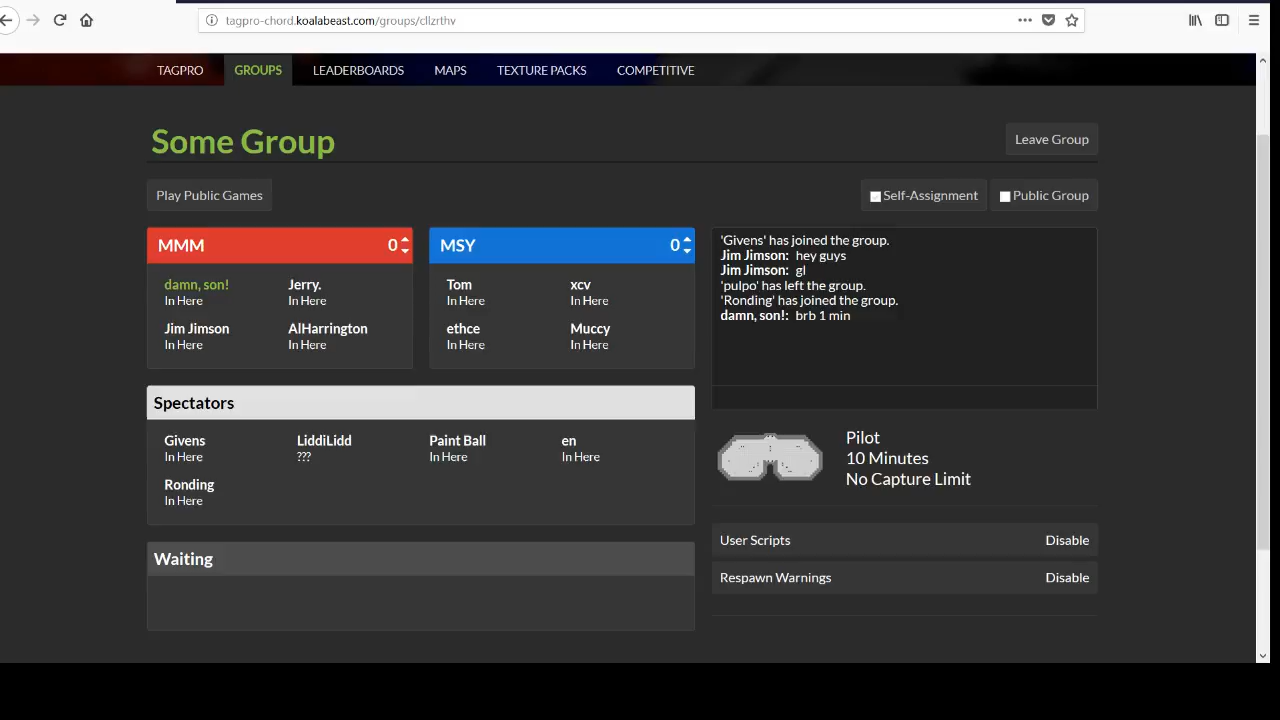 tagpro-chord.koalabeast.com/groups/cllzrthv
TAGPRO GROUPS LEADERBOARDS MAPS TEXTURE PACKS COMPETITIVE
Some Group
Leave Group
Play Public Games
Self-Assignment
Public Group
MMM 0
damn, son! Jerry.
In Here In Here
Jim Jimson AlHarrington
In Here In Here
MSY 0
Tom xcv
In Here In Here
ethce Muccy
In Here In Here
'Givens' has joined the group.
Jim Jimson: hey guys
Jim Jimson: gl
'pulpo' has left the group.
'Ronding' has joined the group.
damn, son!: brb 1 min
Spectators
Givens LiddiLidd Paint Ball en
In Here ??? In Here In Here
Ronding
In Here
Waiting
Pilot
10 Minutes
No Capture Limit
User Scripts Disable
Respawn Warnings Disable